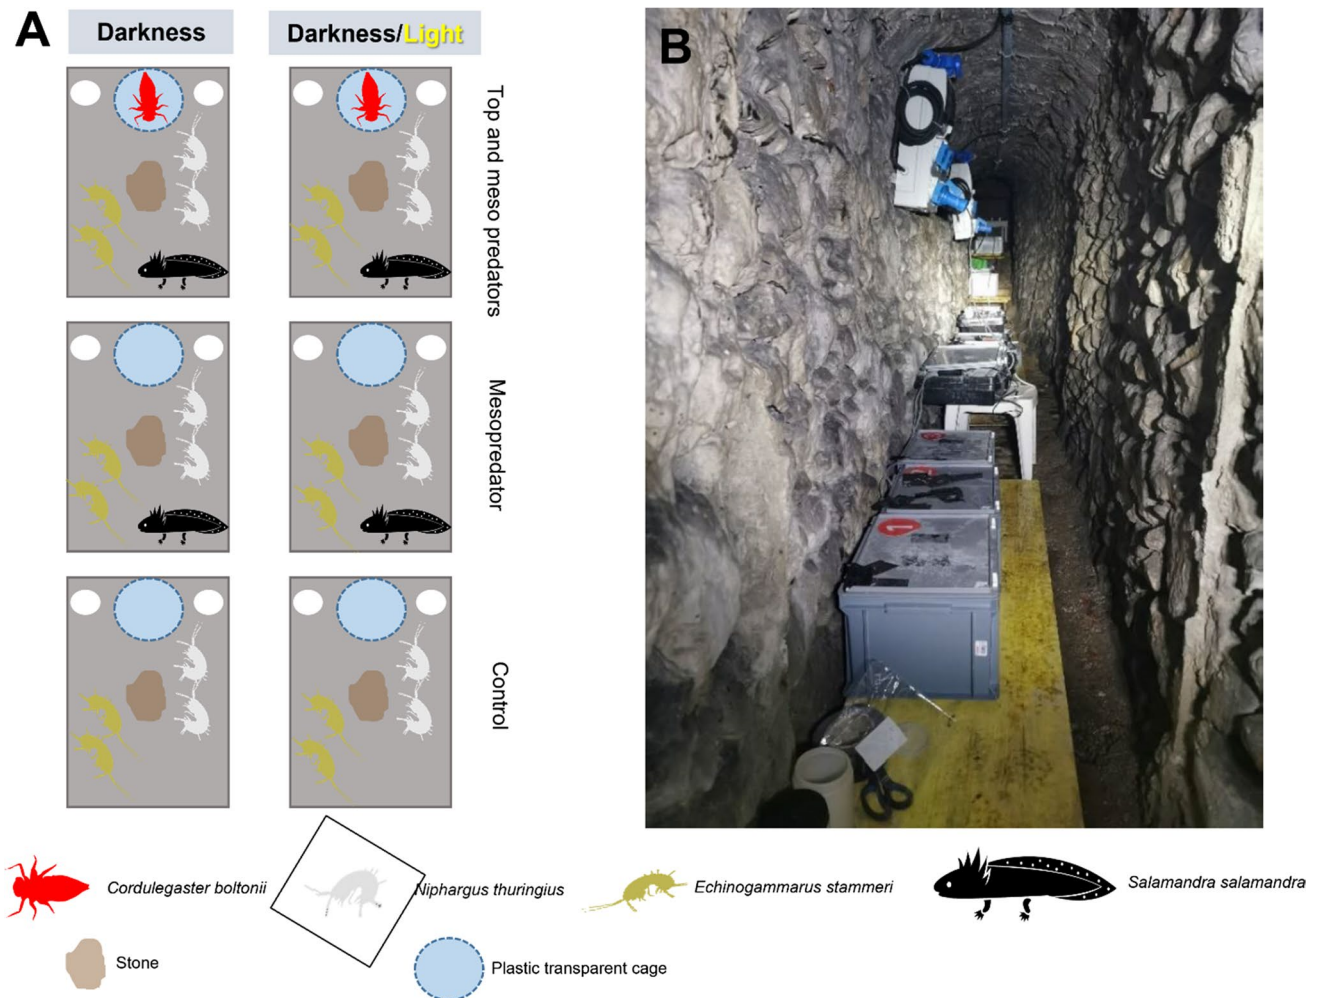 A
Darkness
Darkness/Light
Top and meso predators
Mesopredator
Control
B
1
Cordulegaster boltonii
Niphargus thuringius
Echinogammarus stammeri
Salamandra salamandra
Stone
Plastic transparent cage